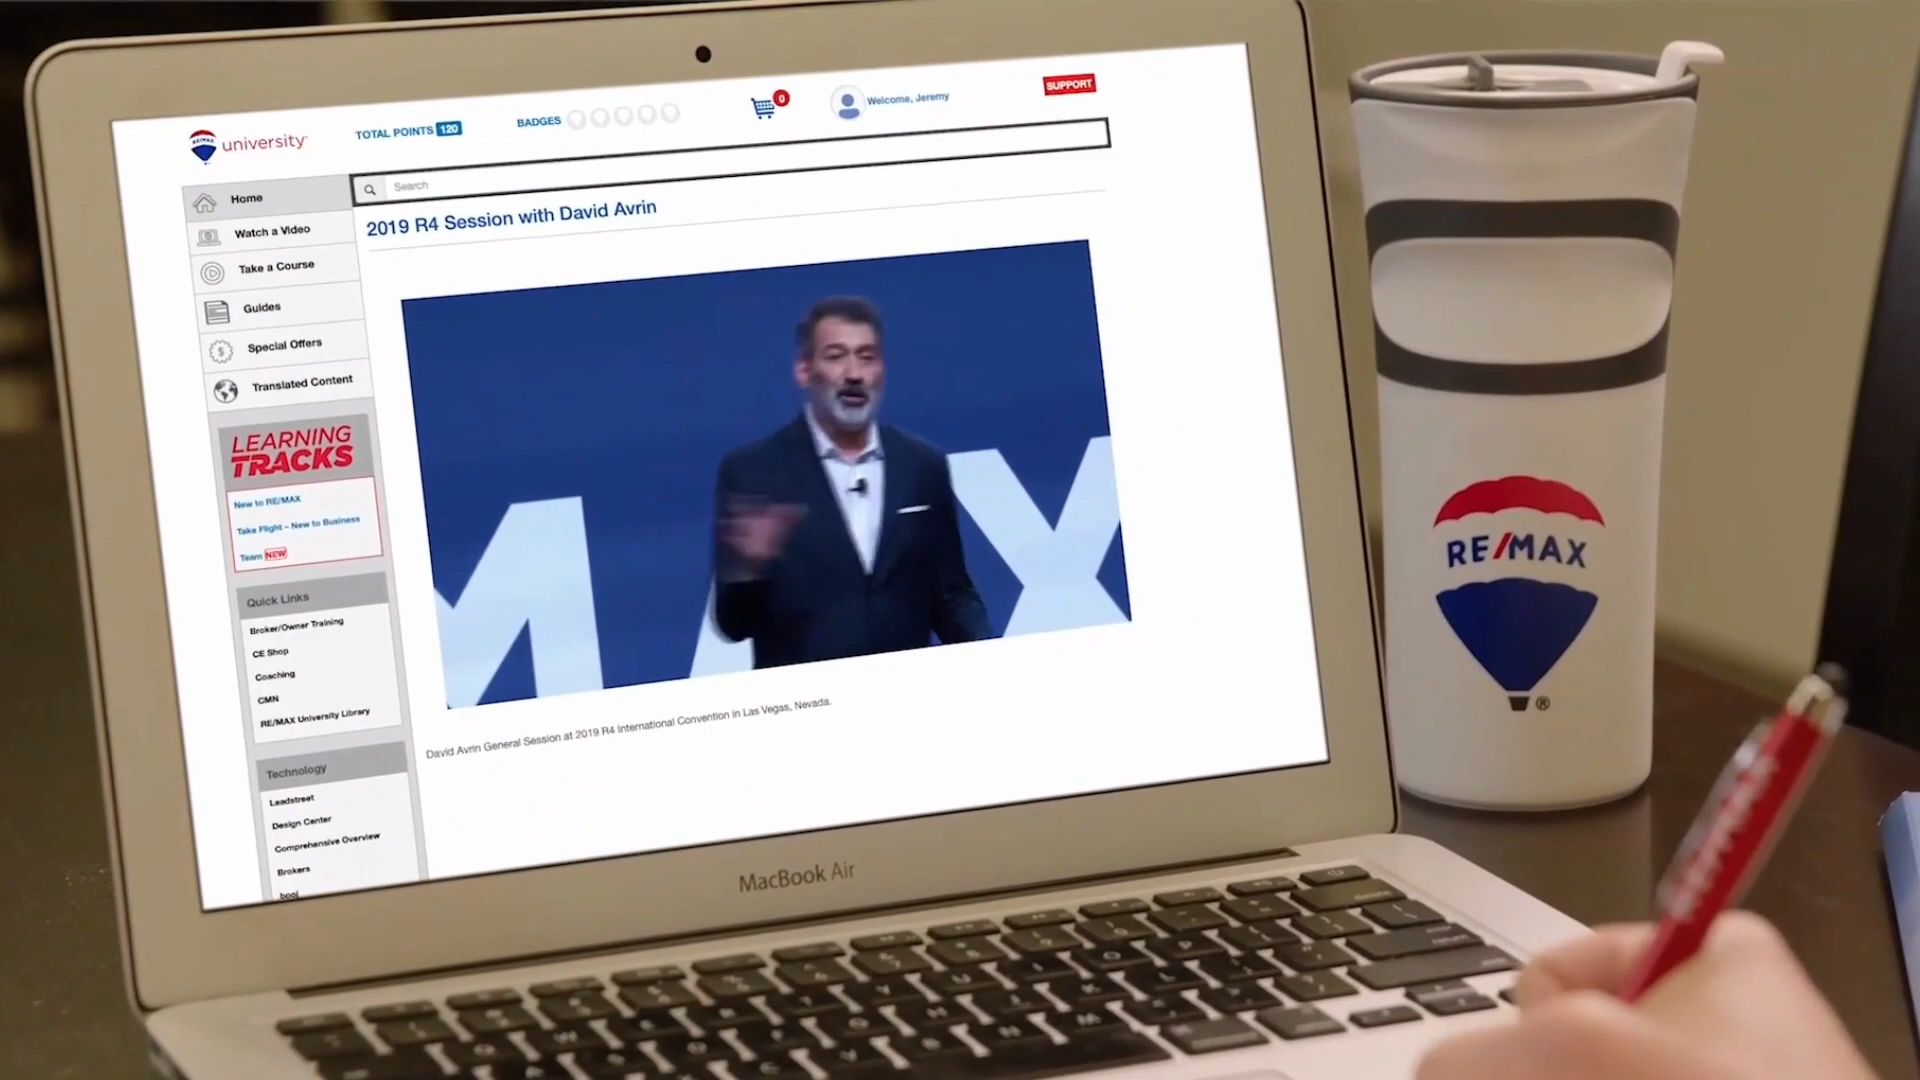 RE/MAX
university
TOTAL POINTS 120
BADGES
0
Welcome, Jeremy
SUPPORT
Search
Home
Watch a Video
Take a Course
Guides
Special Offers
Translated Content
LEARNING
TRACKS
New to RE/MAX
Take Flight – New to Business
Team NEW
Quick Links
Broker/Owner Training
CE Shop
Coaching
CMN
RE/MAX University Library
Technology
Leadstreet
Design Center
Comprehensive Overview
Brokers
booj
2019 R4 Session with David Avrin
MAX
David Avrin General Session at 2019 R4 International Convention in Las Vegas, Nevada.
MacBook Air
RE/MAX
®